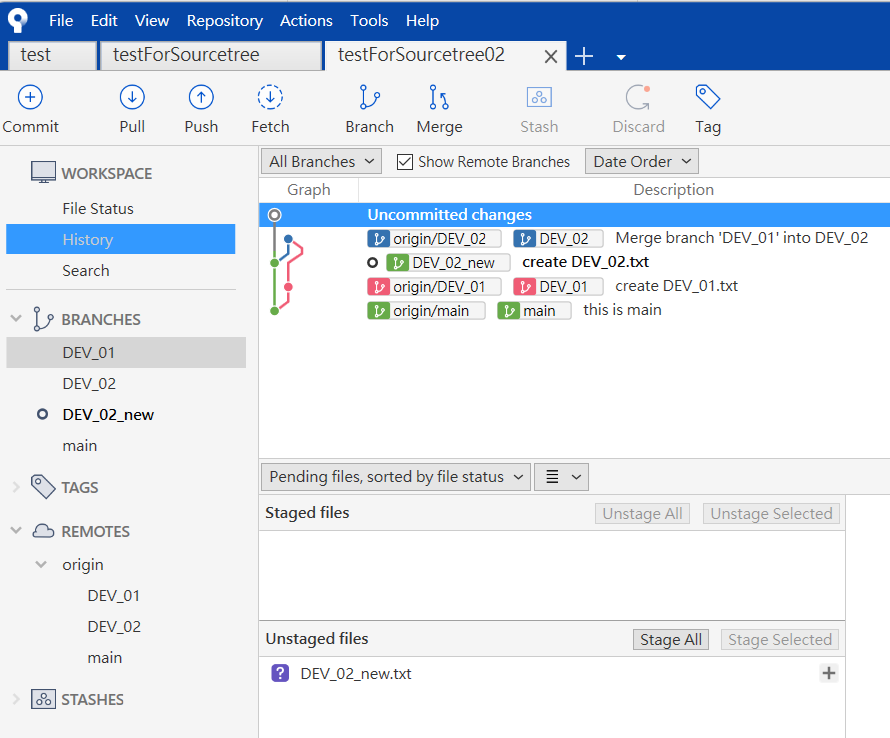 File Edit View Repository Actions Tools Help
test testForSourcetree testForSourcetree02
Commit Pull Push Fetch Branch Merge Stash Discard Tag
WORKSPACE
File Status
History
Search
BRANCHES
DEV_01
DEV_02
DEV_02_new
main
TAGS
REMOTES
origin
DEV_01
DEV_02
main
STASHES
All Branches Show Remote Branches Date Order
Graph Description
Uncommitted changes
origin/DEV_02 DEV_02 Merge branch 'DEV_01' into DEV_02
DEV_02_new create DEV_02.txt
origin/DEV_01 DEV_01 create DEV_01.txt
origin/main main this is main
Pending files, sorted by file status
Staged files Unstage All Unstage Selected
Unstaged files Stage All Stage Selected
? DEV_02_new.txt